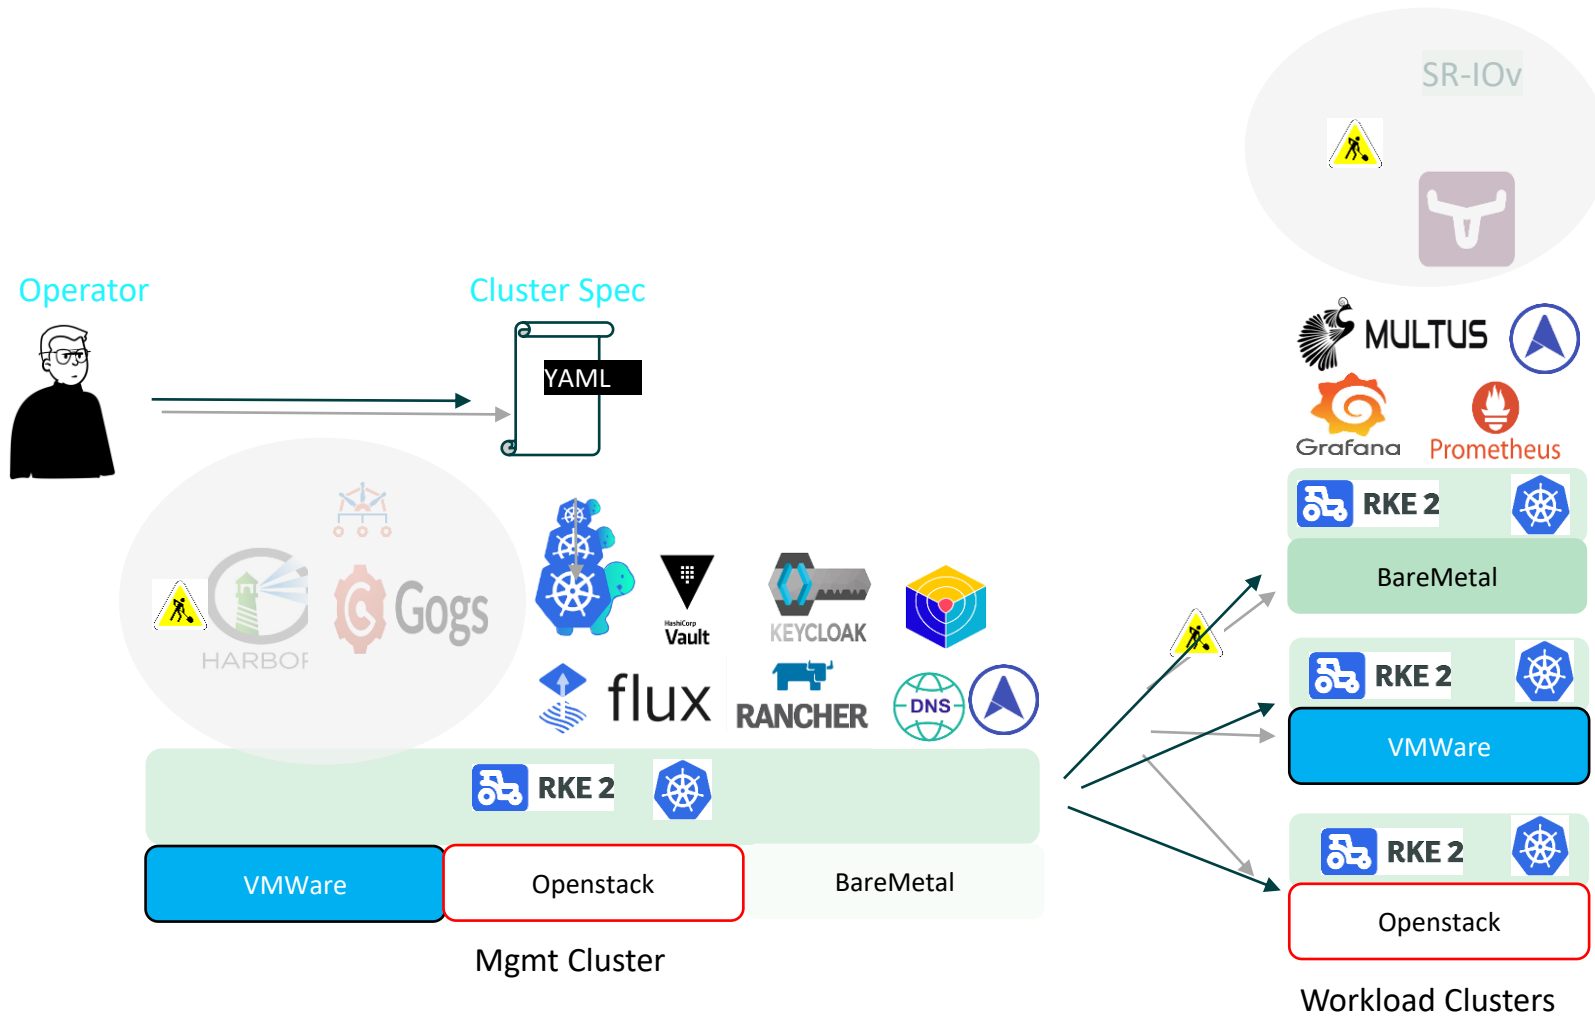 SR-IOv
Operator
Cluster Spec
YAML
MULTUS
Grafana
Prometheus
RKE 2
BareMetal
HARBOR
Gogs
HashiCorp
Vault
KEYCLOAK
flux
RANCHER
DNS
RKE 2
VMWare
RKE 2
VMWare
Openstack
BareMetal
RKE 2
Openstack
Mgmt Cluster
Workload Clusters